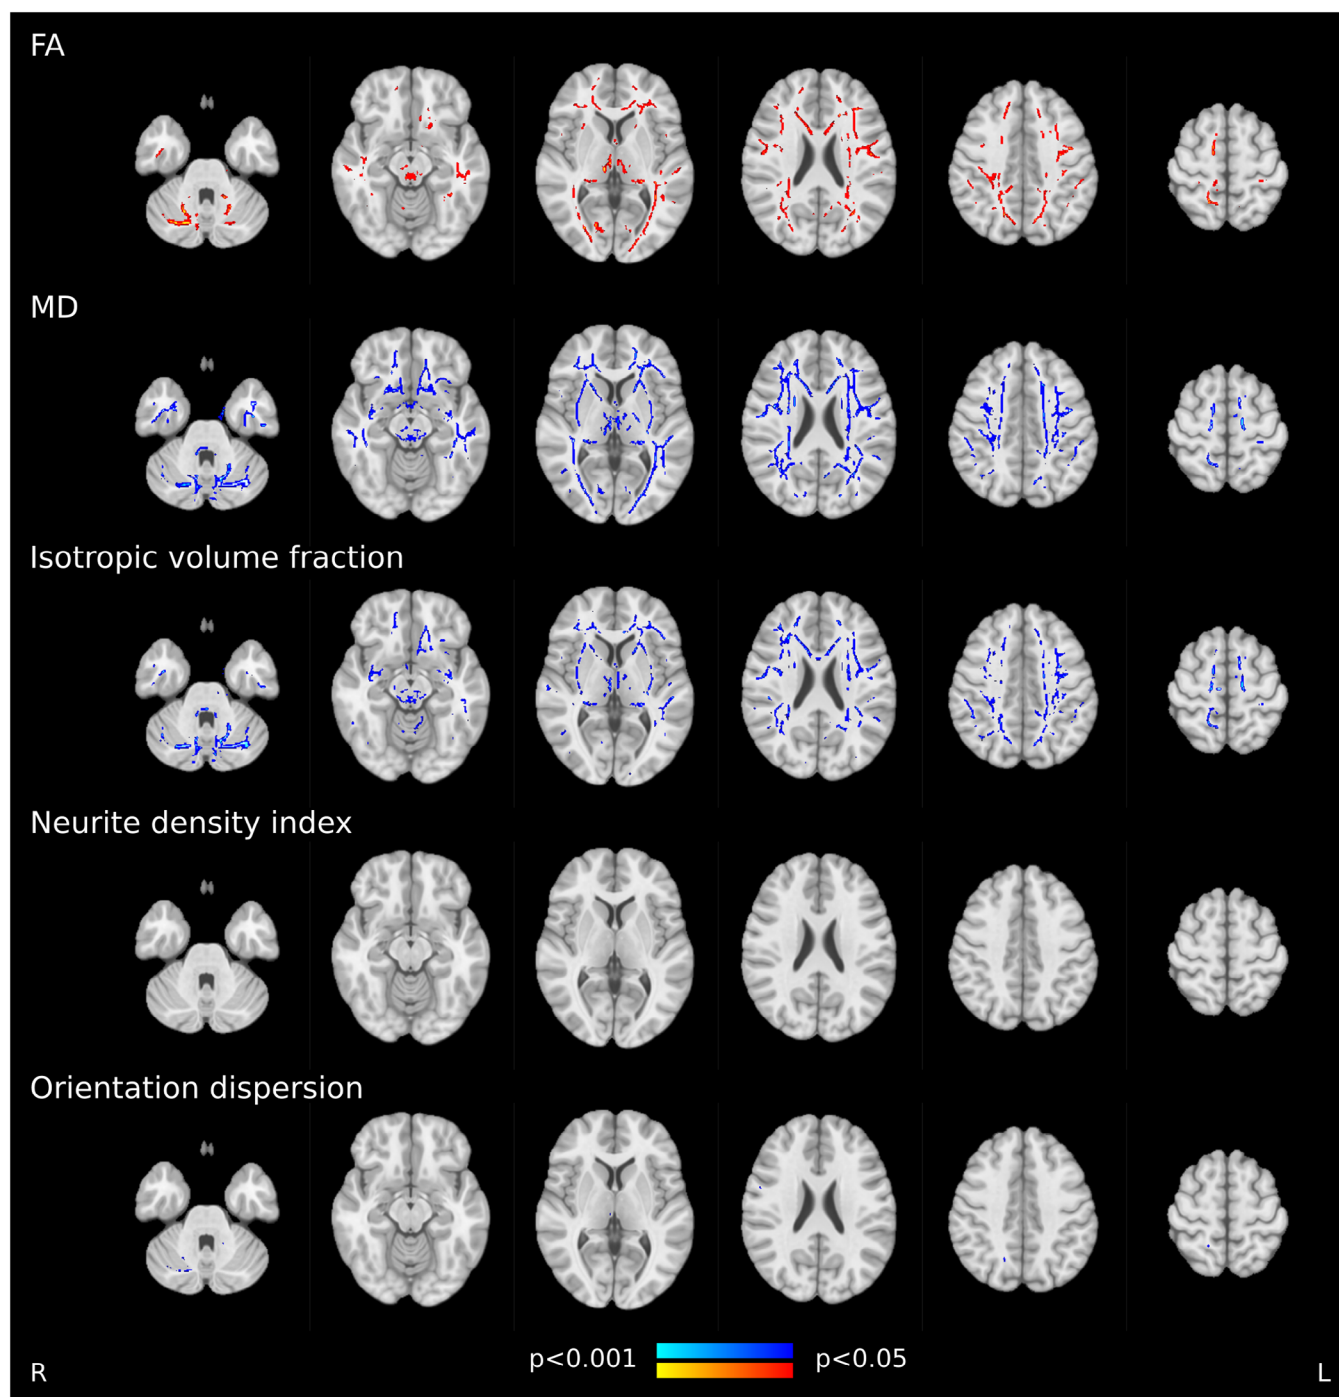 FA
MD
Isotropic volume fraction
Neurite density index
Orientation dispersion
p<0.001 p<0.05
R L